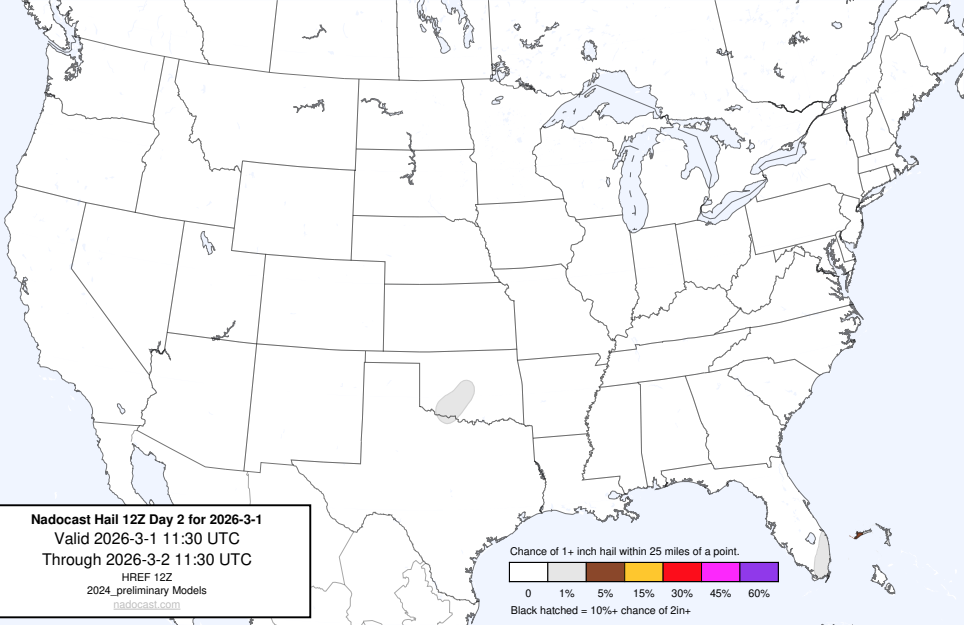 Nadocast Hail 12Z Day 2 for 2026-3-1
Valid 2026-3-1 11:30 UTC
Through 2026-3-2 11:30 UTC
HREF 12Z
2024_preliminary Models
nadocast.com
Chance of 1+ inch hail within 25 miles of a point.
0 1% 5% 15% 30% 45% 60%
Black hatched = 10%+ chance of 2in+